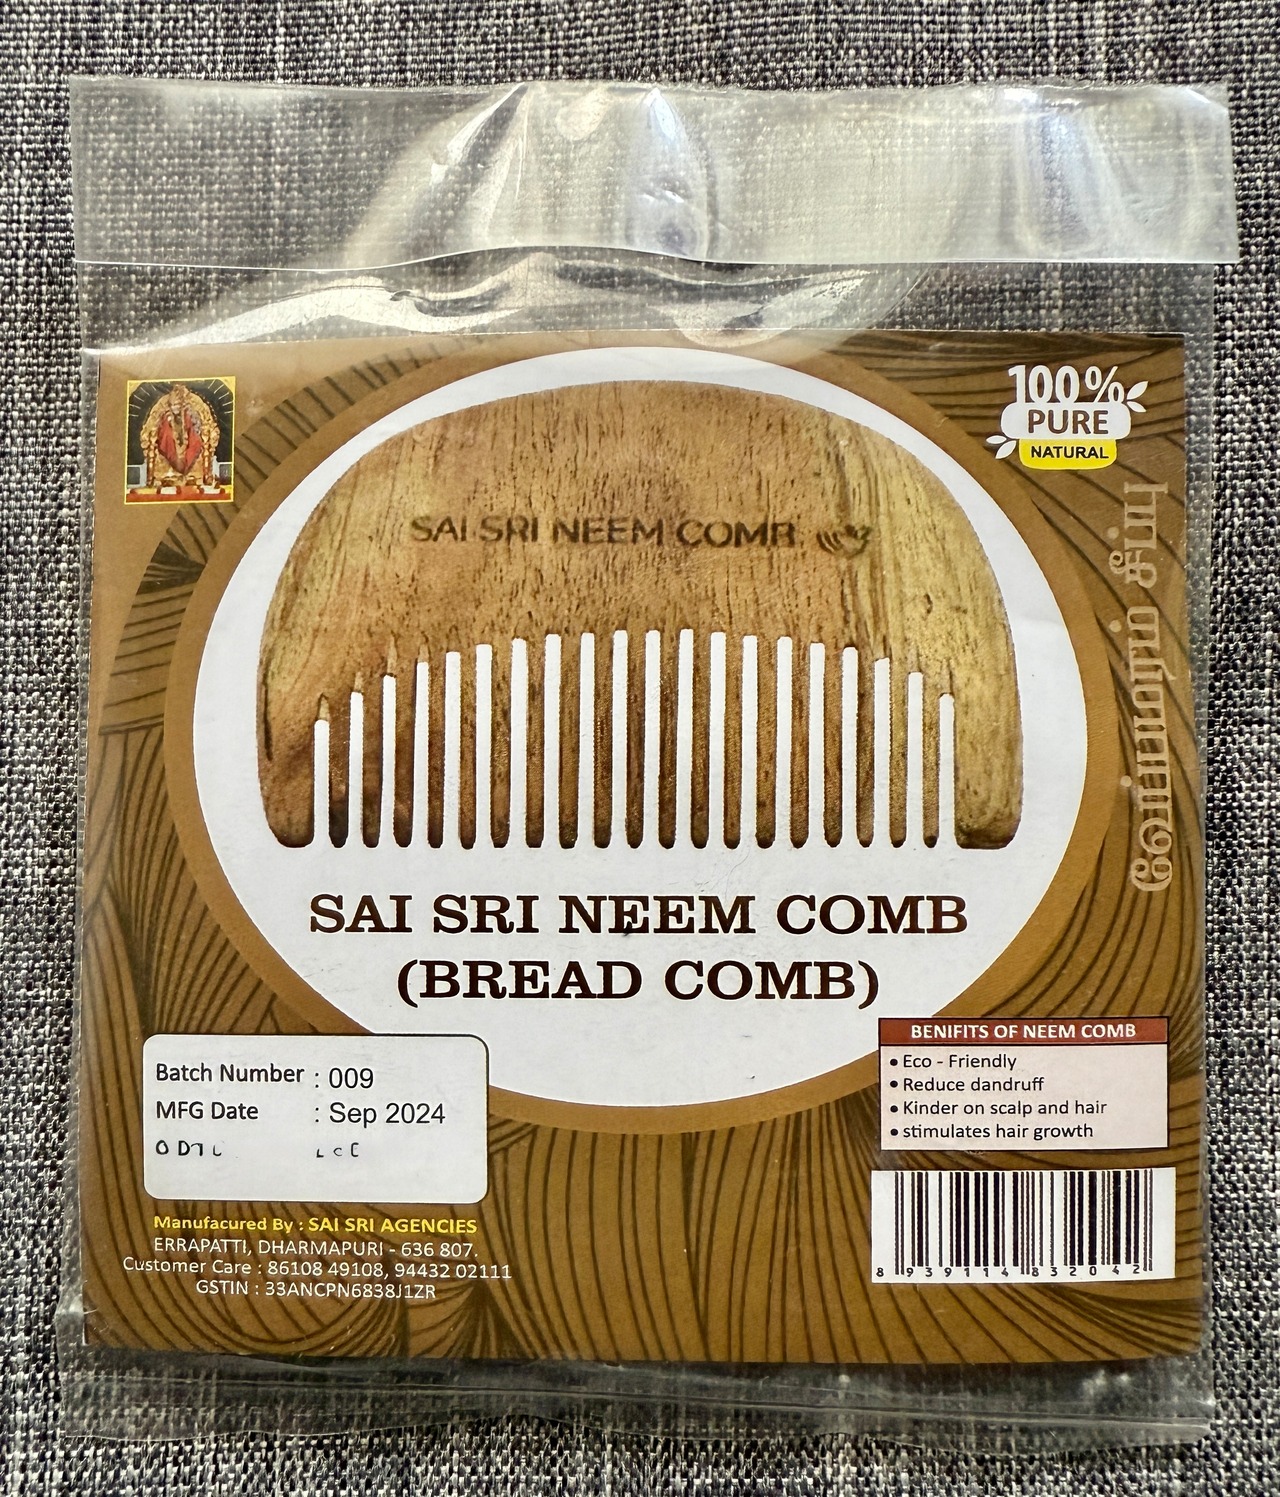 100%
PURE
NATURAL
SAI SRI NEEM COMB
வேப்பமரம் சீப்பு
SAI SRI NEEM COMB
(BREAD COMB)
Batch Number : 009
MFG Date : Sep 2024
BENIFITS OF NEEM COMB
• Eco - Friendly
• Reduce dandruff
• Kinder on scalp and hair
• stimulates hair growth
Manufacured By : SAI SRI AGENCIES
ERRAPATTI, DHARMAPURI - 636 807.
Customer Care : 86108 49108, 94432 02111
GSTIN : 33ANCPN6838J1ZR
8 939114 832042